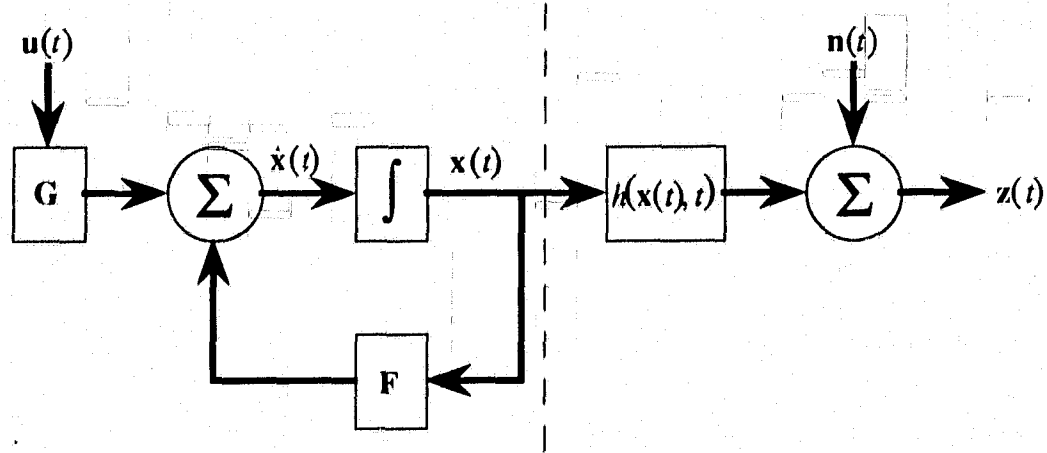 u(t)
n(t)
G
Σ
ẋ(t)
∫
x(t)
h(x(t), t)
Σ
z(t)
F